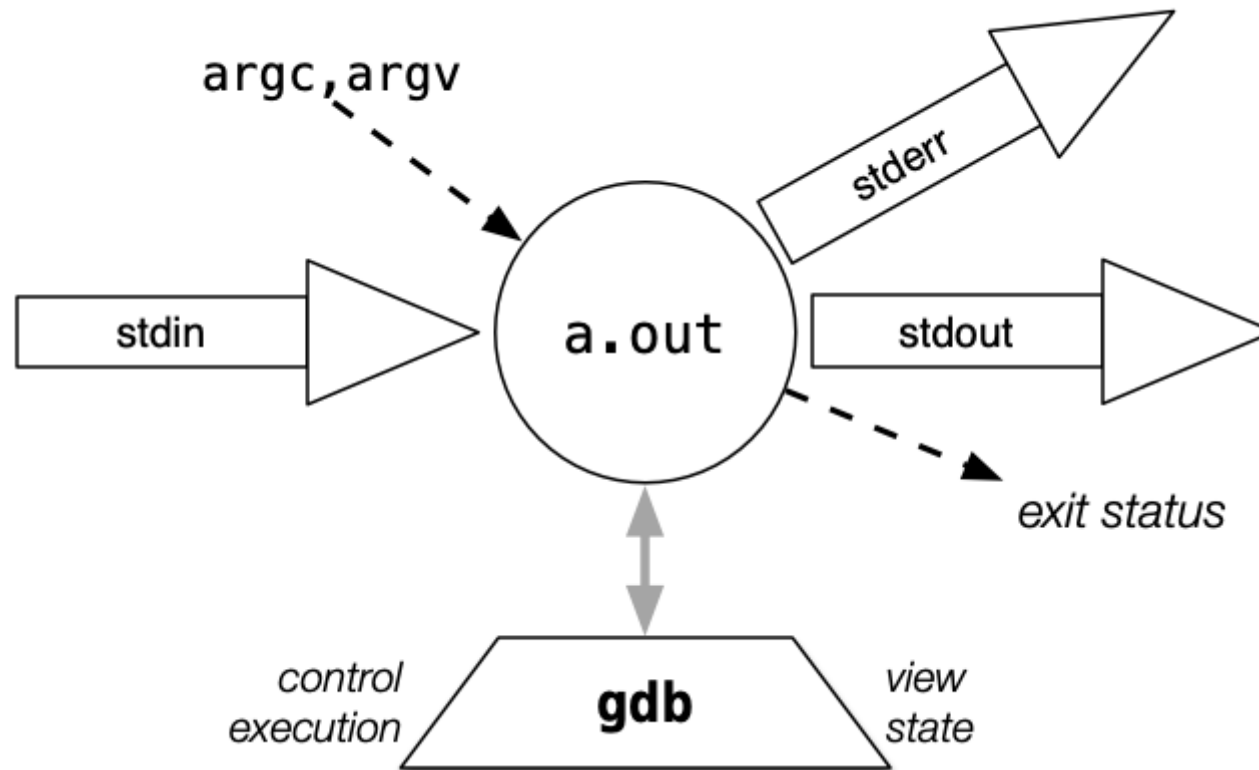 argc,argv
stderr
stdin
a.out
stdout
exit status
control
execution
gdb
view
state